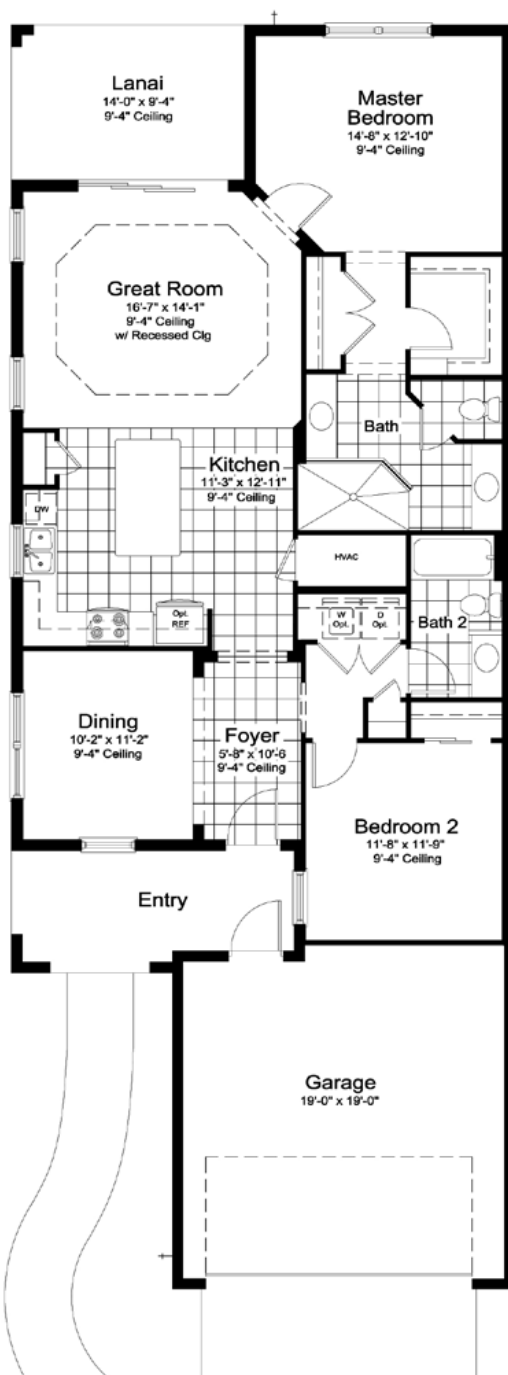 Lanai
14'-0" x 9'-4"
9'-4" Ceiling
Master
Bedroom
14'-8" x 12'-10"
9'-4" Ceiling
Great Room
16'-7" x 14'-1"
9'-4" Ceiling
w/ Recessed Clg
Bath
Kitchen
11'-3" x 12'-11"
9'-4" Ceiling
DW
HVAC
Opt.
REF
W
Opt.
D
Opt.
Bath 2
Dining
10'-2" x 11'-2"
9'-4" Ceiling
Foyer
5'-8" x 10'-6
9'-4" Ceiling
Bedroom 2
11'-8" x 11'-9"
9'-4" Ceiling
Entry
Garage
19'-0" x 19'-0"